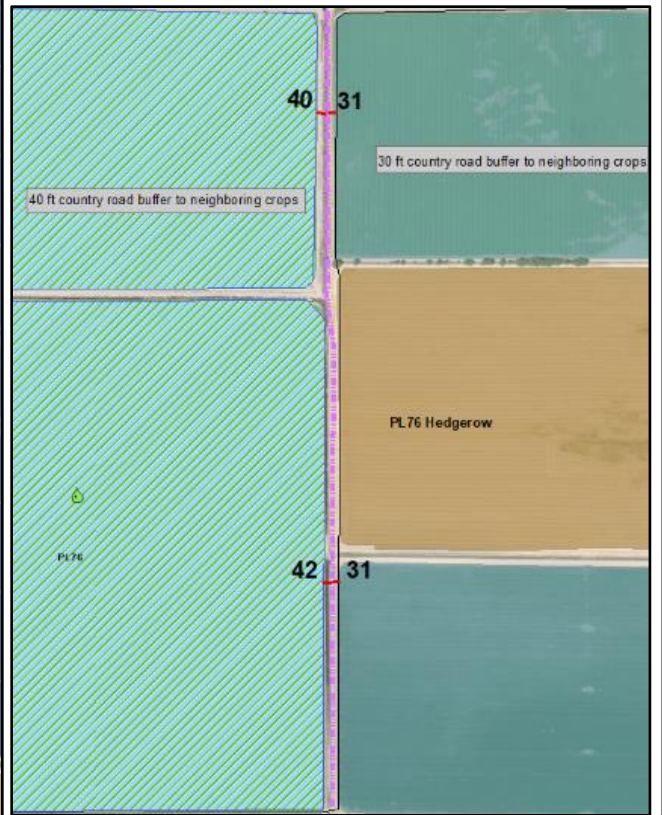 40 31
30 ft country road buffer to neighboring crops
40 ft country road buffer to neighboring crops
PL76 Hedgerow
PL76
42 31